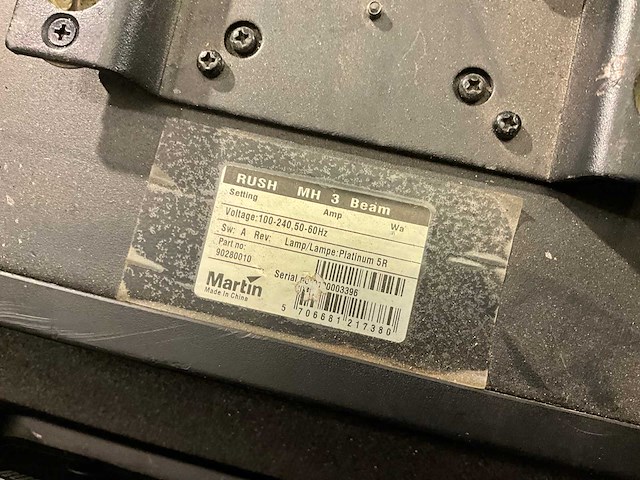 RUSH MH 3 Beam
Setting Amp Wa
Voltage:100-240,50-60Hz
Sw: A Rev: Lamp/Lampe:Platinum 5R
Part no:
90280010
Serial
0003396
Martin
Made in China
5 706681 217380